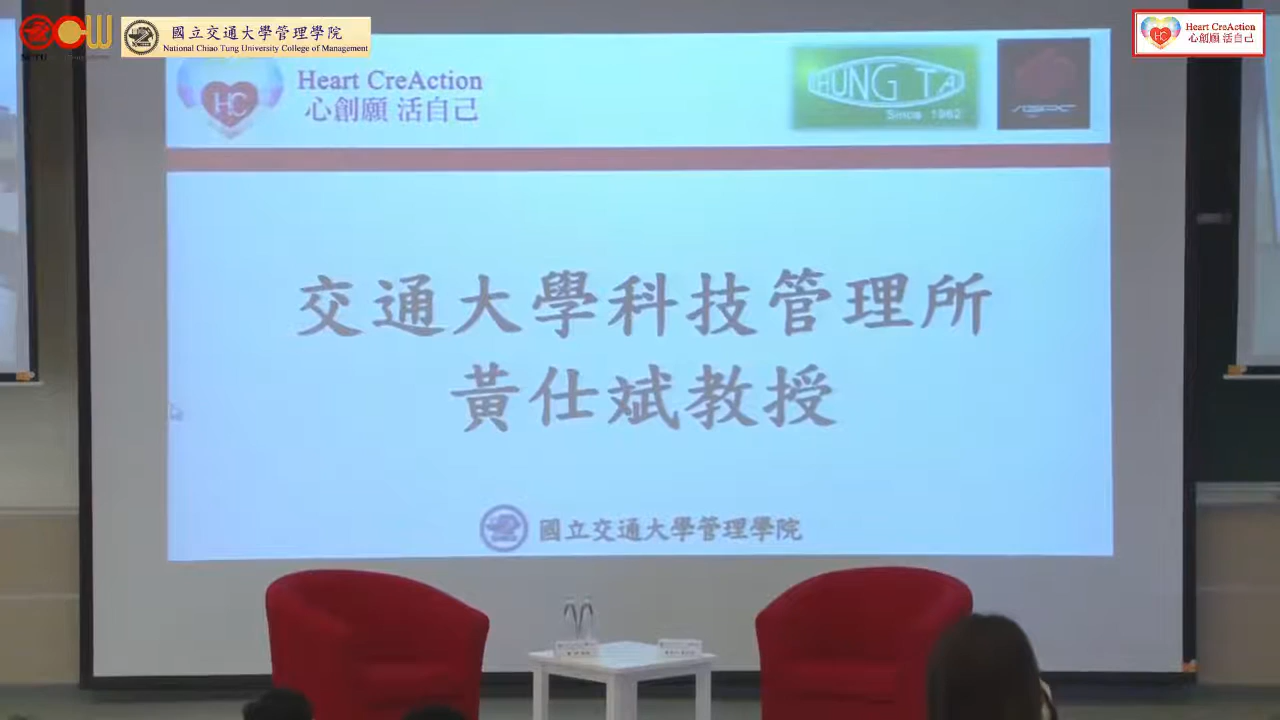 國立交通大學管理學院
National Chiao Tung University College of Management
Heart CreAction
心創願 活自己
HC
Heart CreAction
心創願 活自己
HC
HUNG TA
Since 1962
交通大學科技管理所
黃仕斌教授
國立交通大學管理學院